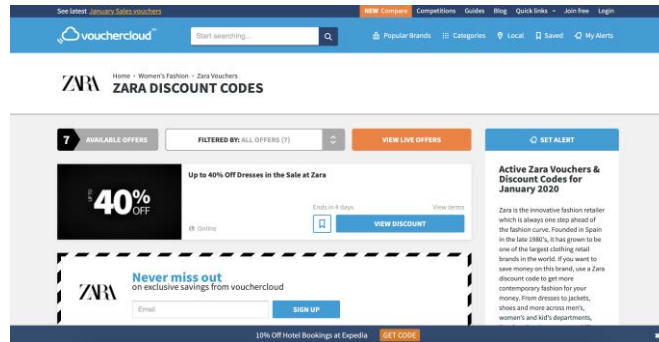 See latest January Sales vouchers
NEW Compare Competitions Guides Blog Quick links Join free Login
vouchercloud
Start searching...
Popular Brands Categories Local Saved My Alerts
ZARA
Home Women's Fashion Zara Vouchers
ZARA DISCOUNT CODES
7 AVAILABLE OFFERS
FILTERED BY: ALL OFFERS (7)
VIEW LIVE OFFERS
SET ALERT
UP TO 40% OFF
Up to 40% Off Dresses in the Sale at Zara
Ends in 4 days
View terms
Online
VIEW DISCOUNT
ZARA
Never miss out
on exclusive savings from vouchercloud
Email
SIGN UP
Active Zara Vouchers &
Discount Codes for
January 2020
Zara is the innovative fashion retailer
which is always one step ahead of
the fashion curve. Founded in Spain
in the late 1980's, it has grown to be
one of the largest clothing retail
brands in the world. If you want to
save money on this brand, use a Zara
discount code to get more
contemporary fashion for your
money. From dresses to jackets,
shoes and more across men's,
women's and kid's departments,
10% Off Hotel Bookings at Expedia
GET CODE